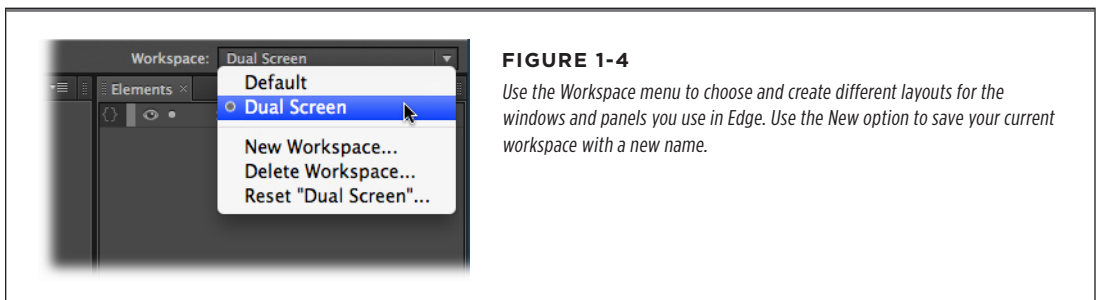 Workspace: Dual Screen
Elements ×
Default
Dual Screen
New Workspace...
Delete Workspace...
Reset "Dual Screen"...
FIGURE 1-4
Use the Workspace menu to choose and create different layouts for the
windows and panels you use in Edge. Use the New option to save your current
workspace with a new name.